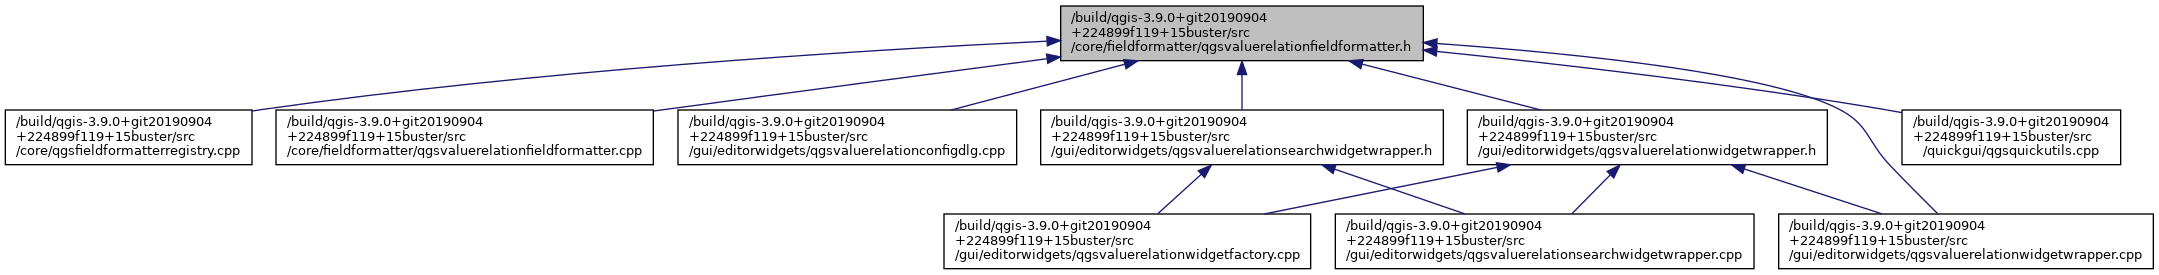 /build/qgis-3.9.0+git20190904
+224899f119+15buster/src
/core/fieldformatter/qgsvaluerelationfieldformatter.h
/build/qgis-3.9.0+git20190904
+224899f119+15buster/src
/core/qgsfieldformatterregistry.cpp
/build/qgis-3.9.0+git20190904
+224899f119+15buster/src
/core/fieldformatter/qgsvaluerelationfieldformatter.cpp
/build/qgis-3.9.0+git20190904
+224899f119+15buster/src
/gui/editorwidgets/qgsvaluerelationconfigdlg.cpp
/build/qgis-3.9.0+git20190904
+224899f119+15buster/src
/gui/editorwidgets/qgsvaluerelationsearchwidgetwrapper.h
/build/qgis-3.9.0+git20190904
+224899f119+15buster/src
/gui/editorwidgets/qgsvaluerelationwidgetwrapper.h
/build/qgis-3.9.0+git20190904
+224899f119+15buster/src
/quickgui/qgsquickutils.cpp
/build/qgis-3.9.0+git20190904
+224899f119+15buster/src
/gui/editorwidgets/qgsvaluerelationwidgetfactory.cpp
/build/qgis-3.9.0+git20190904
+224899f119+15buster/src
/gui/editorwidgets/qgsvaluerelationsearchwidgetwrapper.cpp
/build/qgis-3.9.0+git20190904
+224899f119+15buster/src
/gui/editorwidgets/qgsvaluerelationwidgetwrapper.cpp